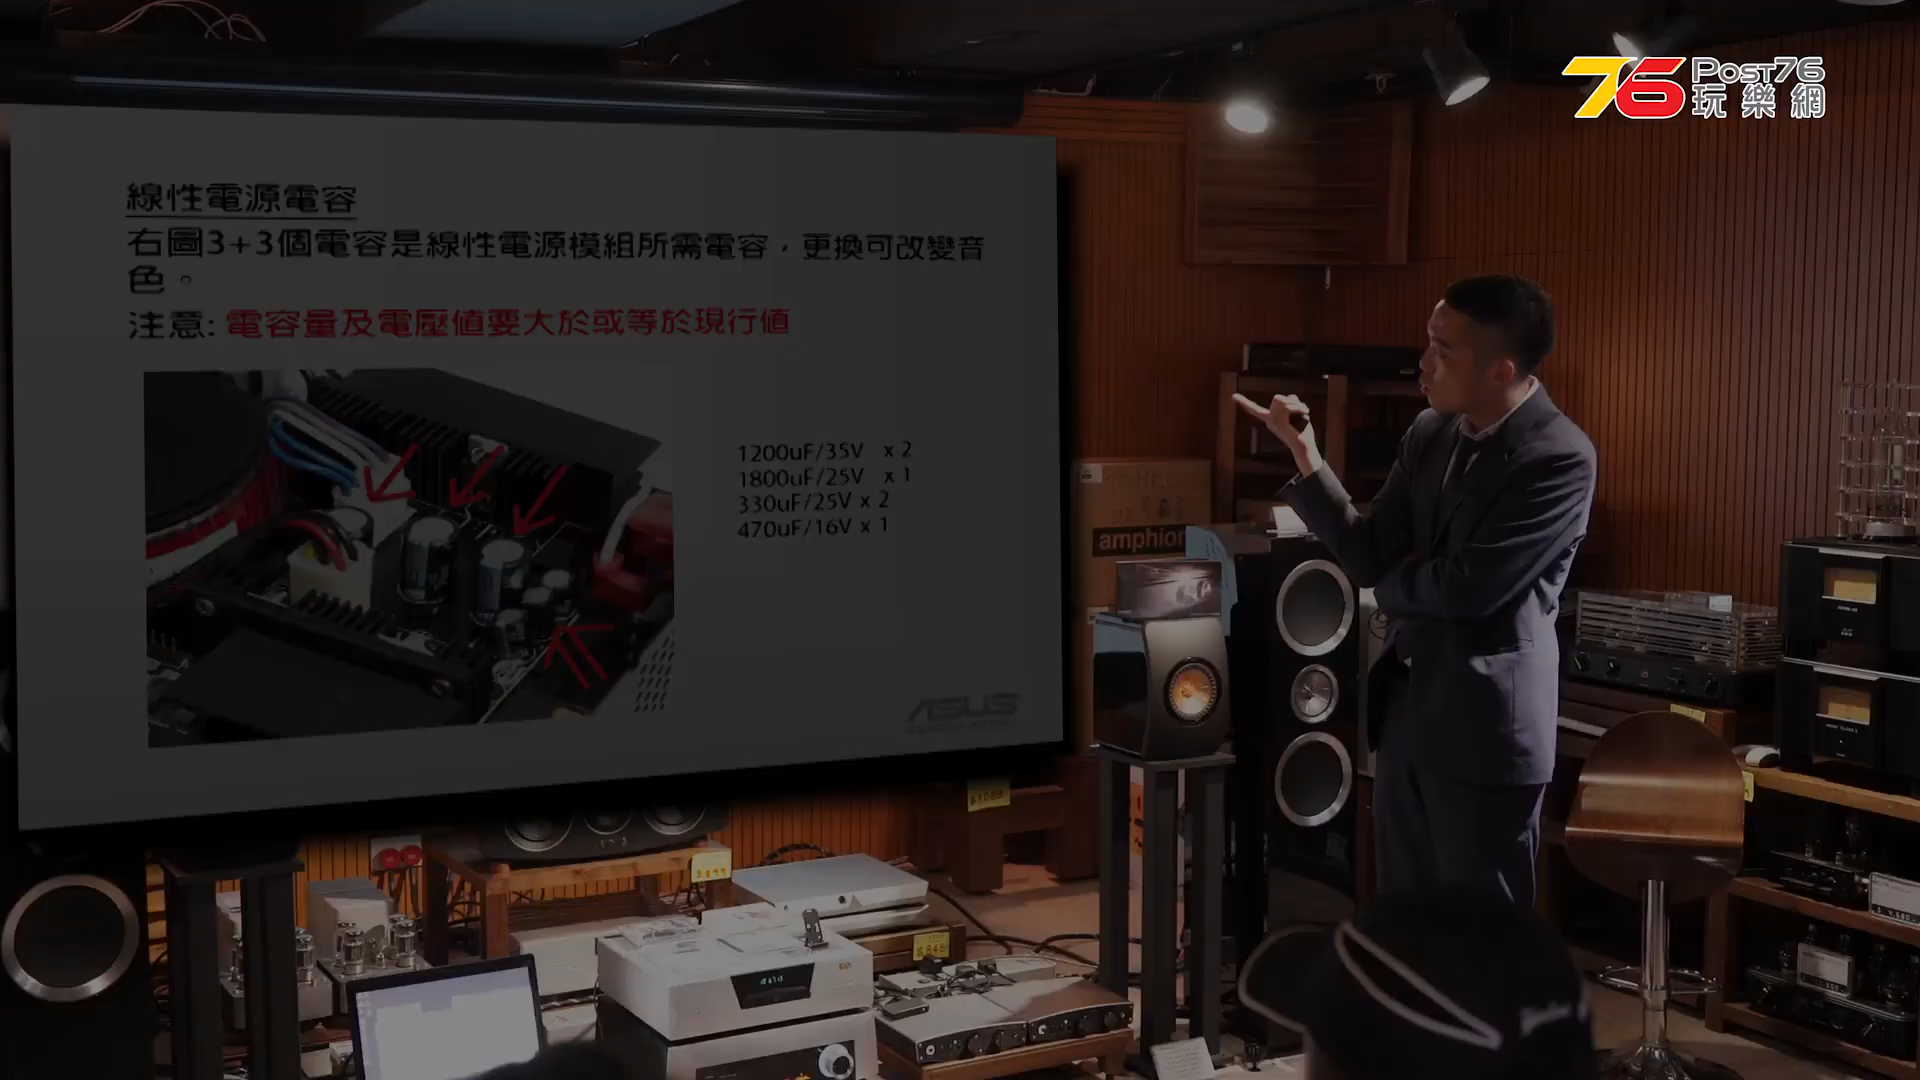 76 Post76
玩樂網
線性電源電容
右圖3+3個電容是線性電源模組所需電容，更換可改變音
色。
注意: 電容量及電壓值要大於或等於現行值
1200uF/35V x 2
1800uF/25V x 1
330uF/25V x 2
470uF/16V x 1
ASUS
amphion